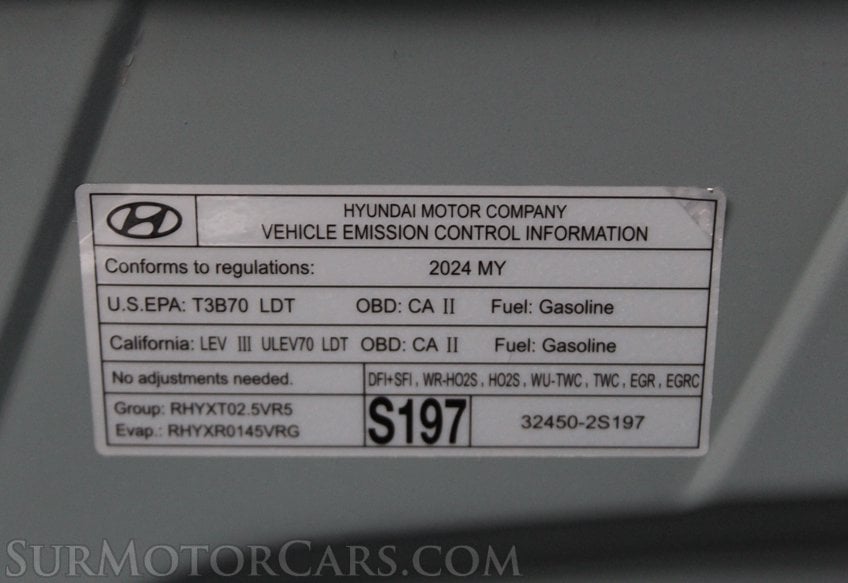 HYUNDAI MOTOR COMPANY
VEHICLE EMISSION CONTROL INFORMATION
Conforms to regulations: 2024 MY
U.S.EPA: T3B70 LDT OBD: CA II Fuel: Gasoline
California: LEV III ULEV70 LDT OBD: CA II Fuel: Gasoline
No adjustments needed. DFI+SFI, WR-HO2S, HO2S, WU-TWC, TWC, EGR, EGRC
Group: RHYXT02.5VR5
Evap.: RHYXR0145VRG
S197
32450-2S197
SurMotorCars.com